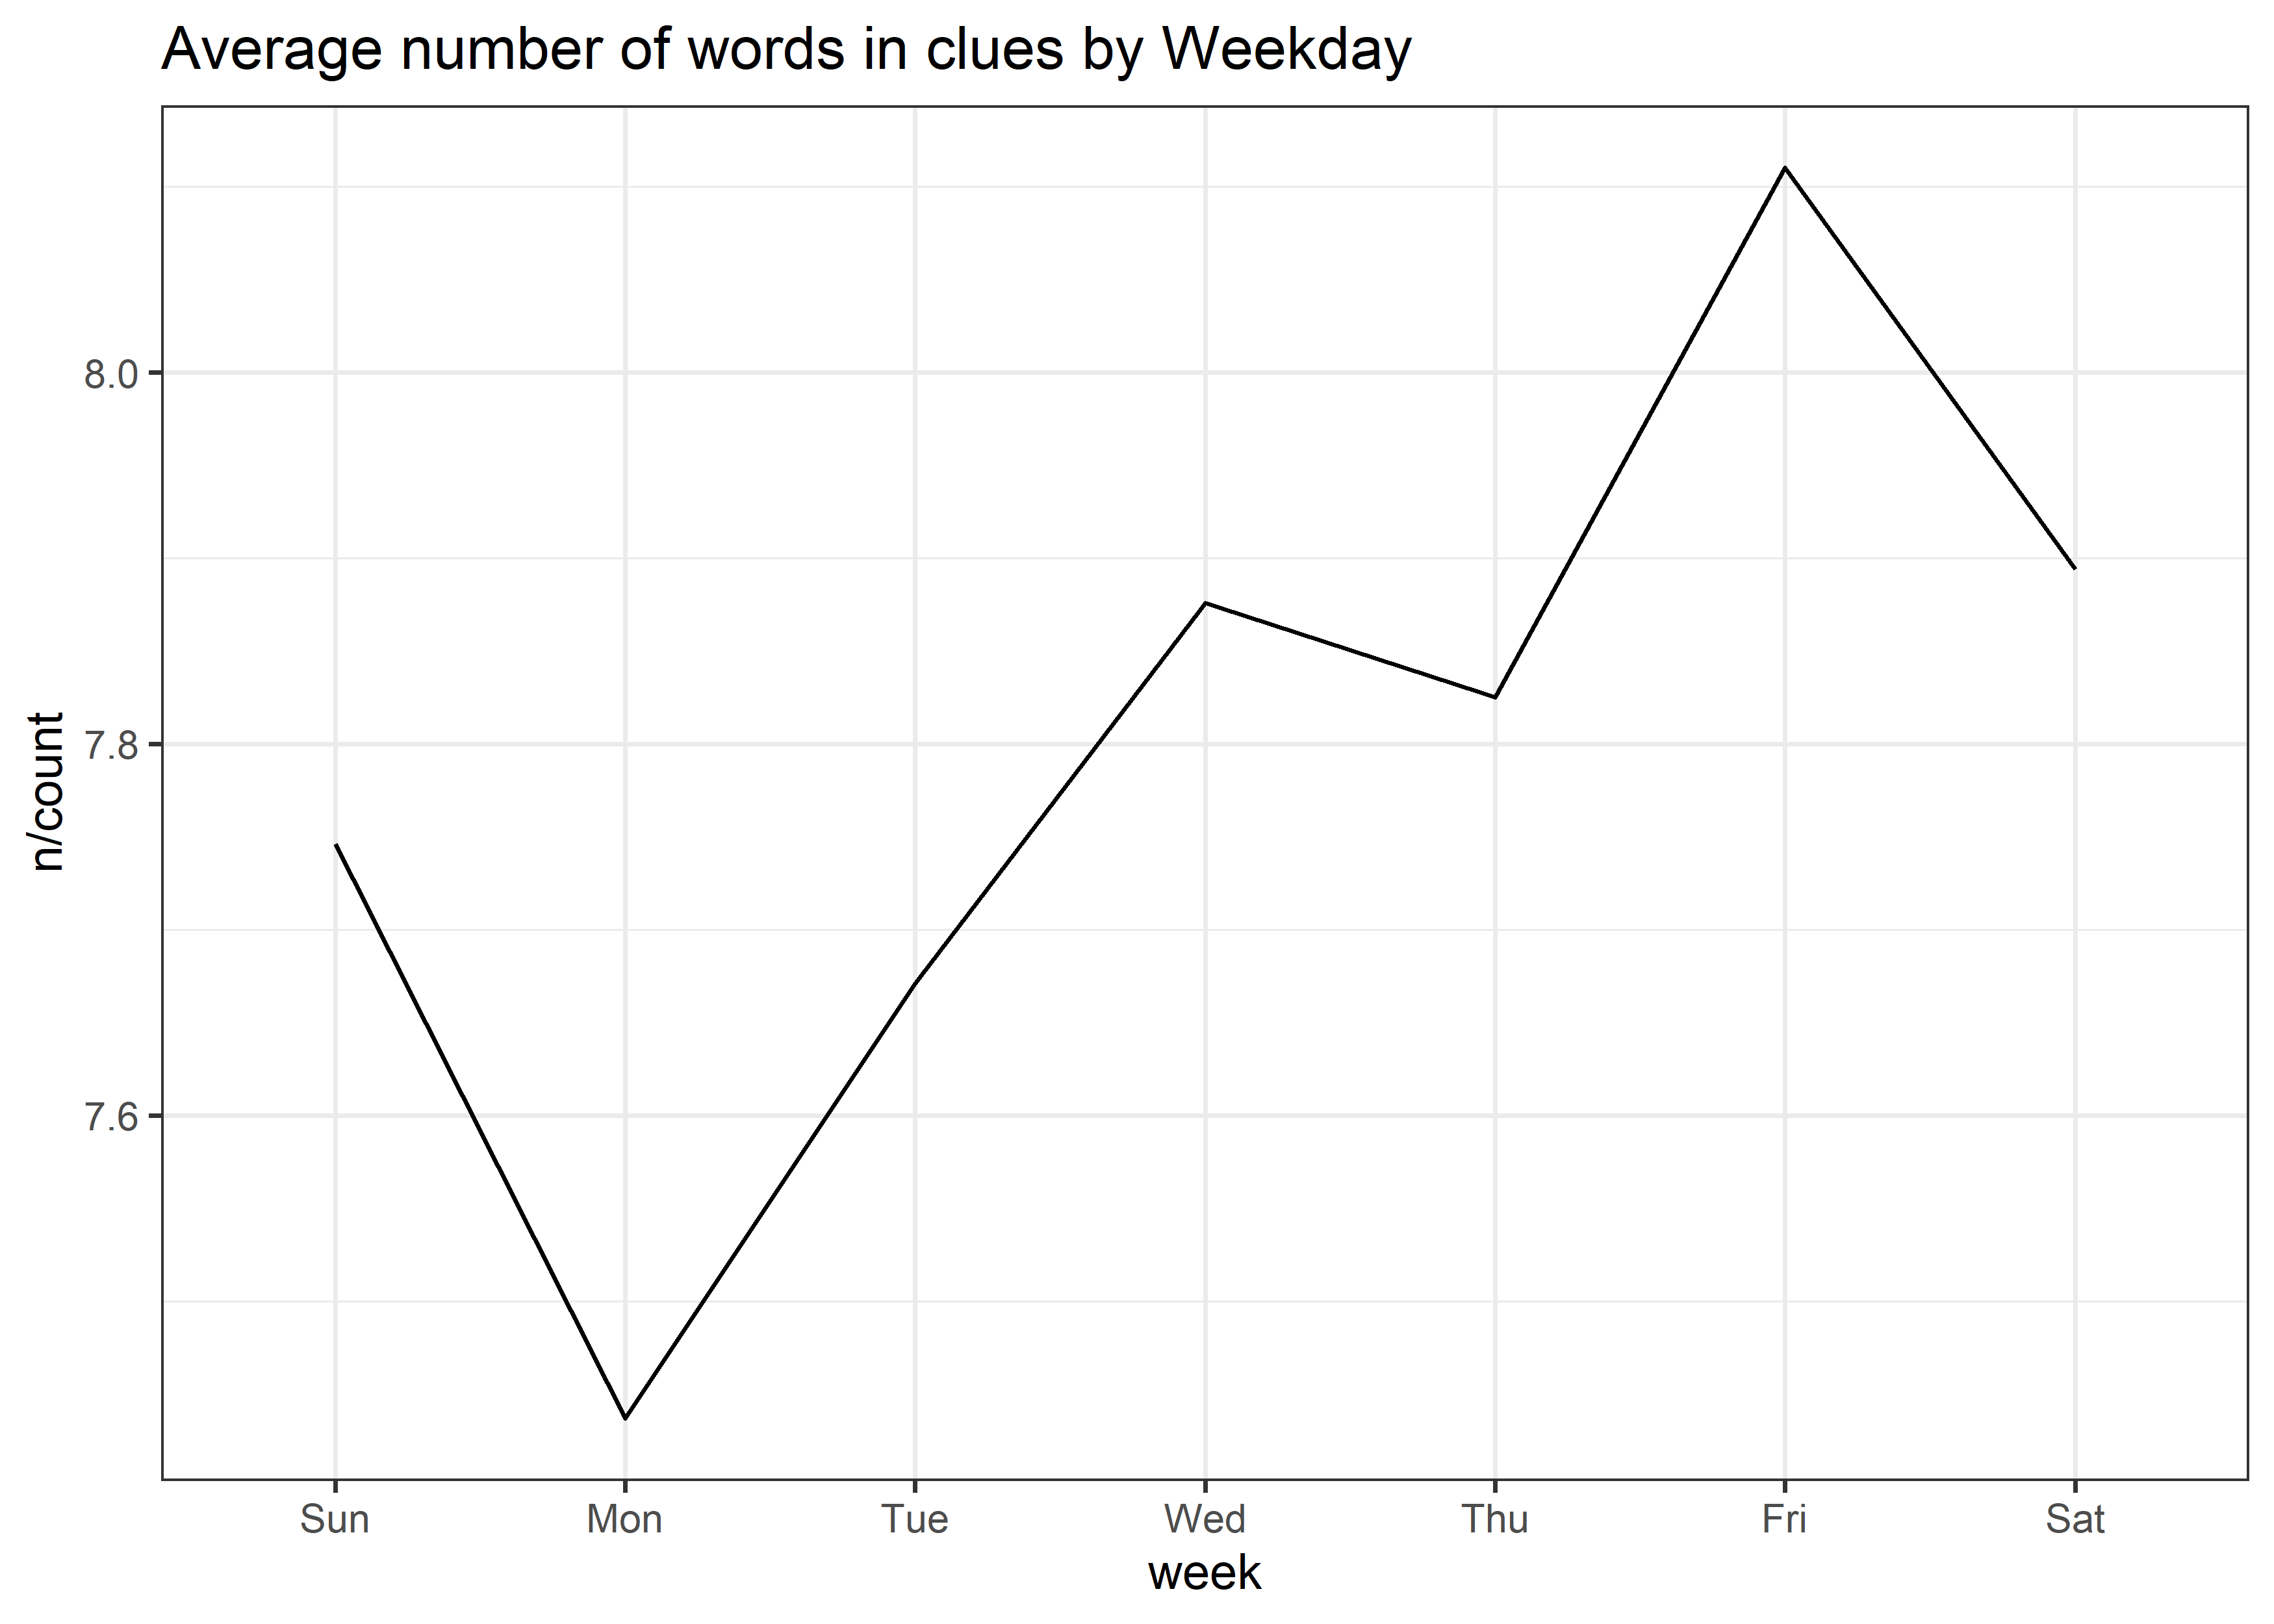 Average number of words in clues by Weekday
n/count
8.0
7.8
7.6
Sun Mon Tue Wed Thu Fri Sat
week